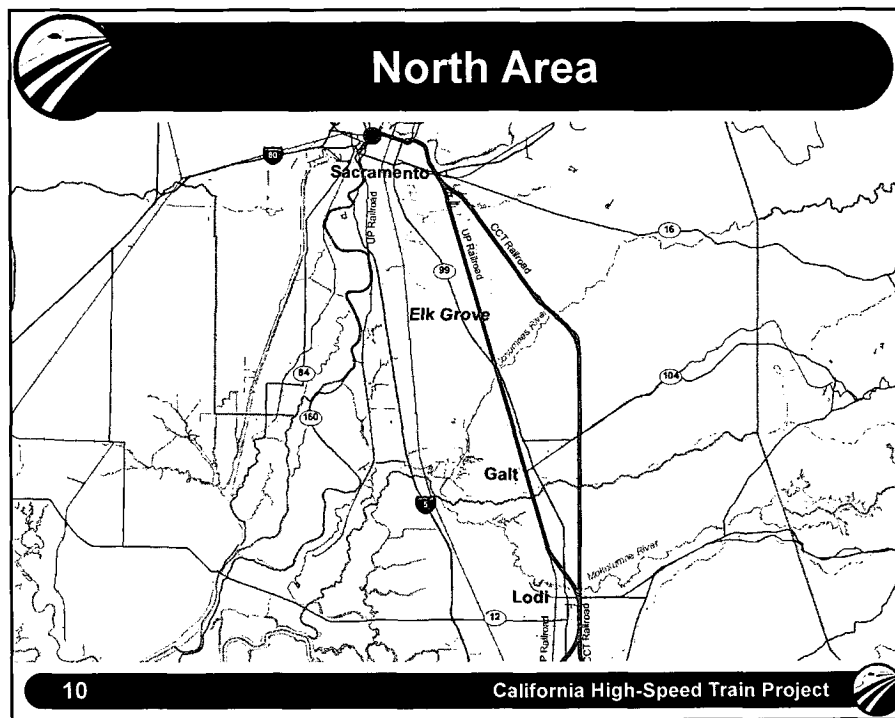 North Area
80
Sacramento
UP Railroad
UP Railroad
CCT Railroad
16
99
Elk Grove
River
84
104
160
Galt
5
Mokelumne River
Lodi
12
P Railroad
CCT Railroad
10
California High-Speed Train Project